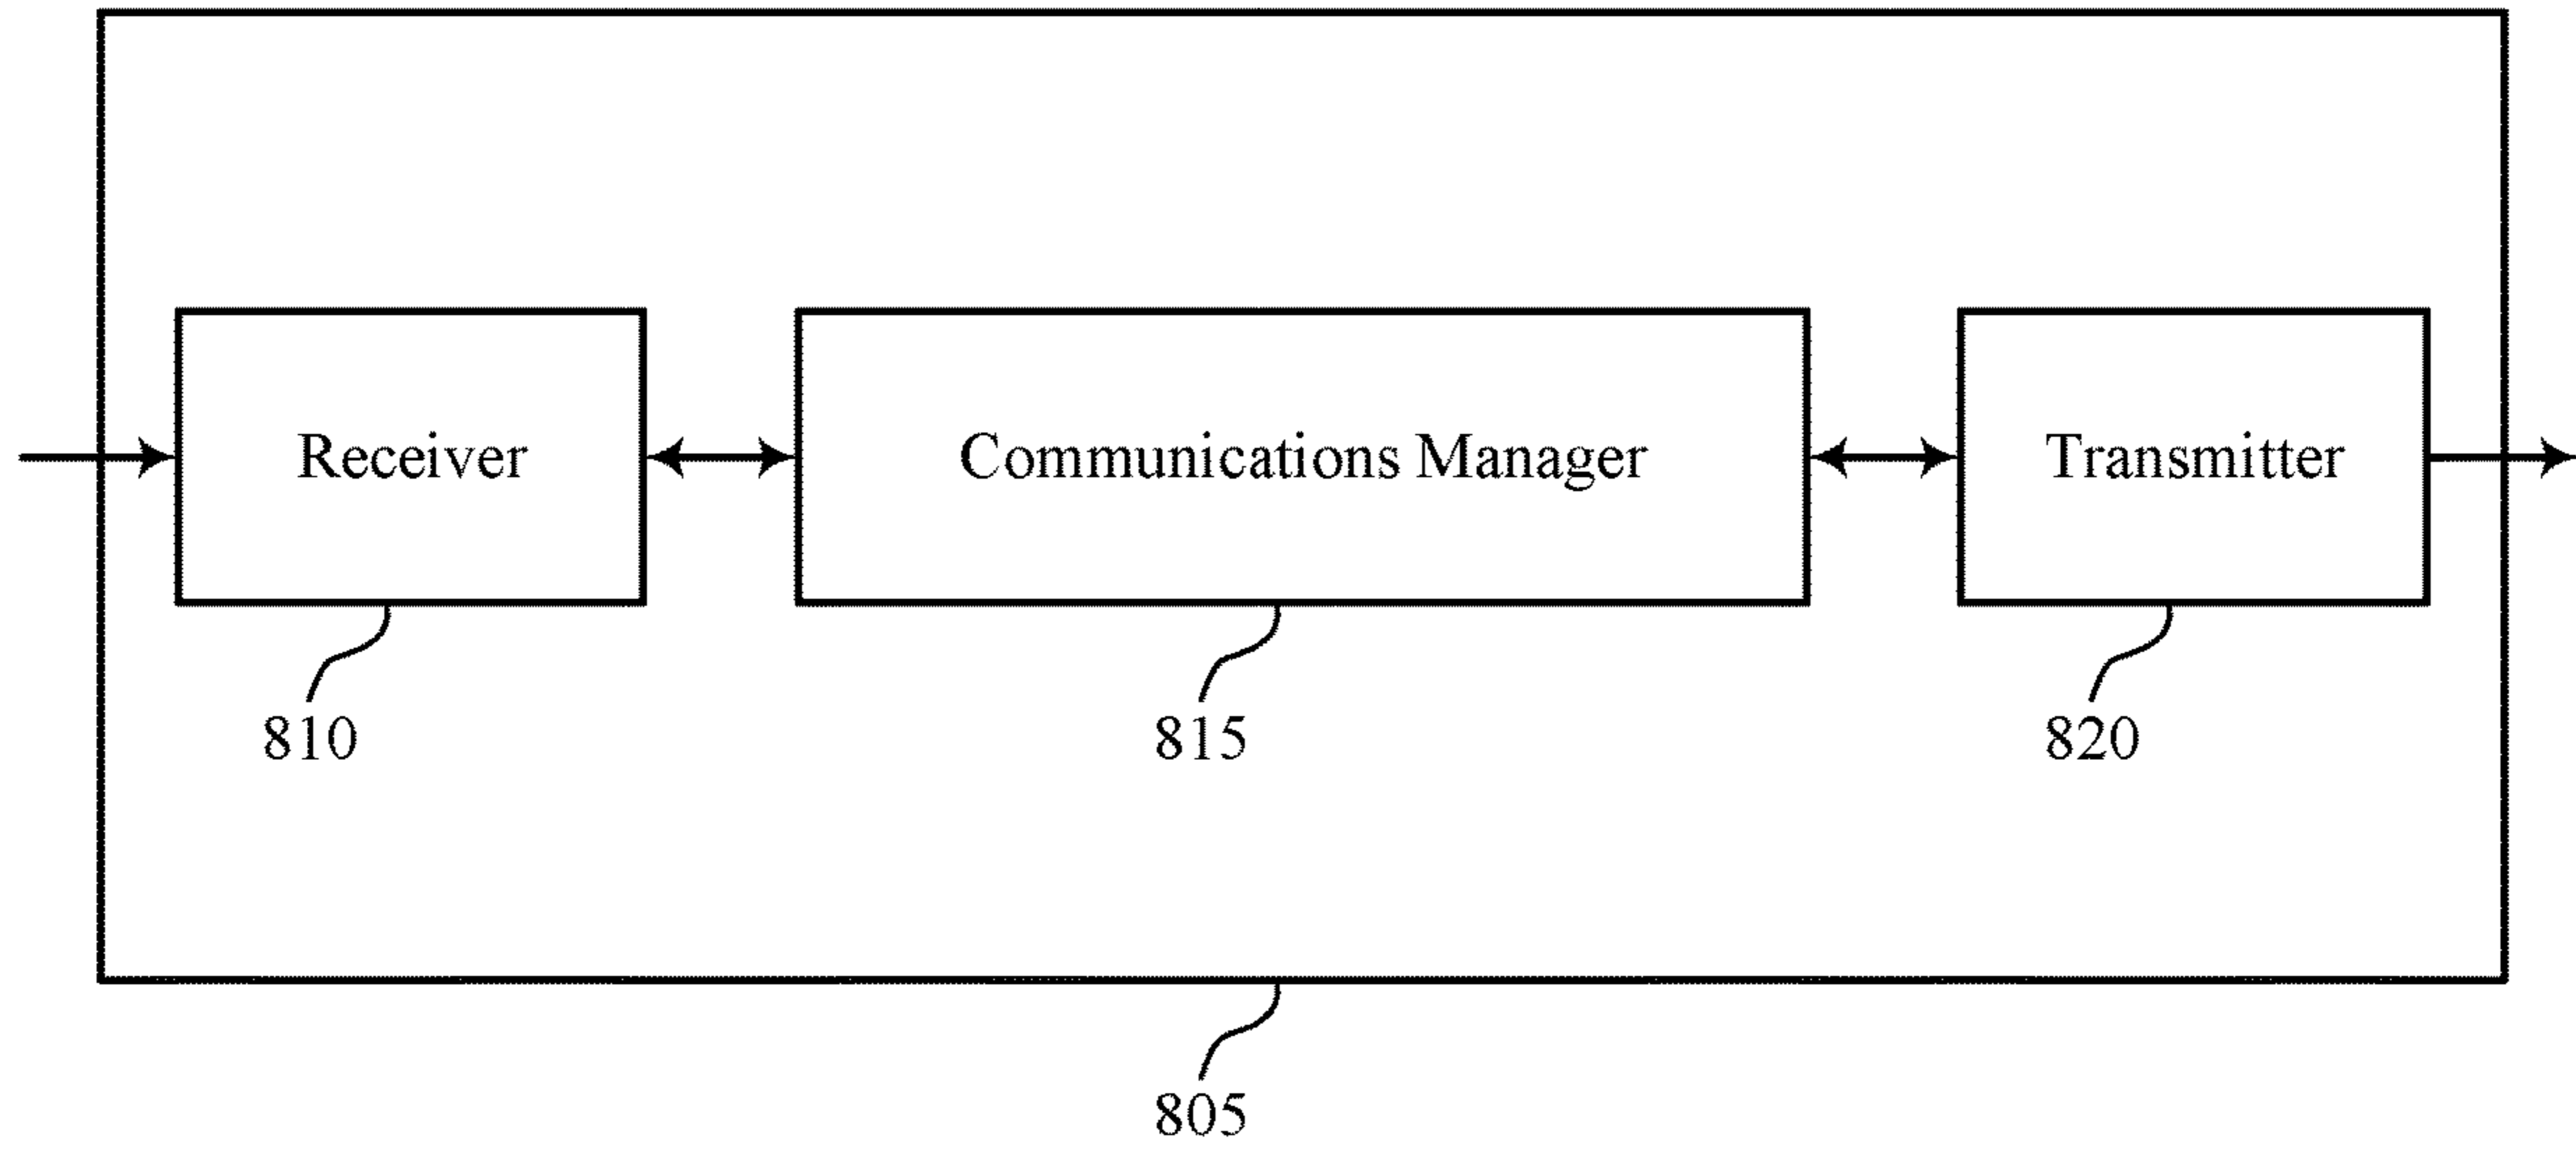 Receiver
Communications Manager
Transmitter
810
815
820
805